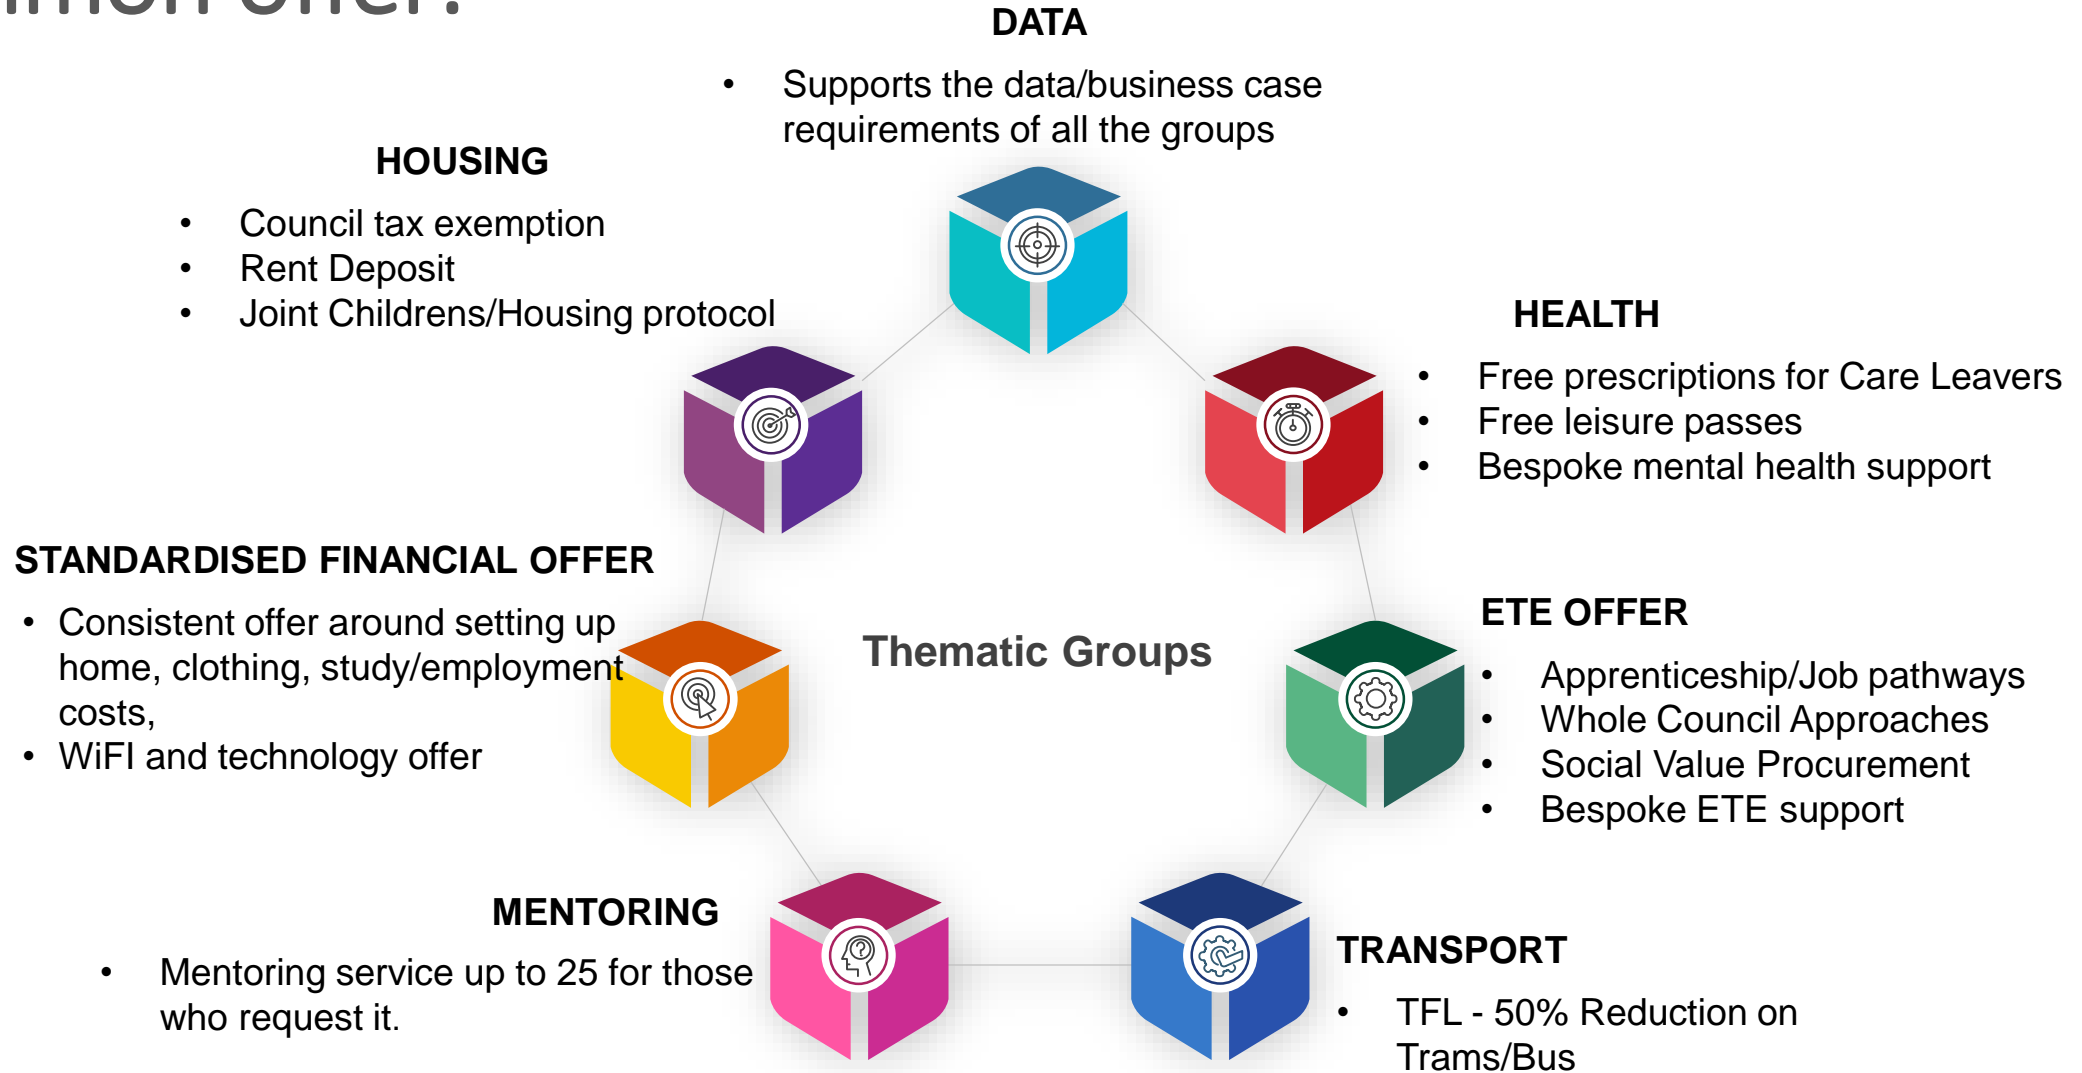 offer?
DATA
• Supports the data/business case
requirements of all the groups
HOUSING
• Council tax exemption
• Rent Deposit
• Joint Childrens/Housing protocol
HEALTH
• Free prescriptions for Care Leavers
• Free leisure passes
• Bespoke mental health support
STANDARDISED FINANCIAL OFFER
• Consistent offer around setting up
home, clothing, study/employment
costs,
• WiFI and technology offer
Thematic Groups
ETE OFFER
• Apprenticeship/Job pathways
• Whole Council Approaches
• Social Value Procurement
• Bespoke ETE support
MENTORING
• Mentoring service up to 25 for those
who request it.
TRANSPORT
• TFL - 50% Reduction on
Trams/Bus